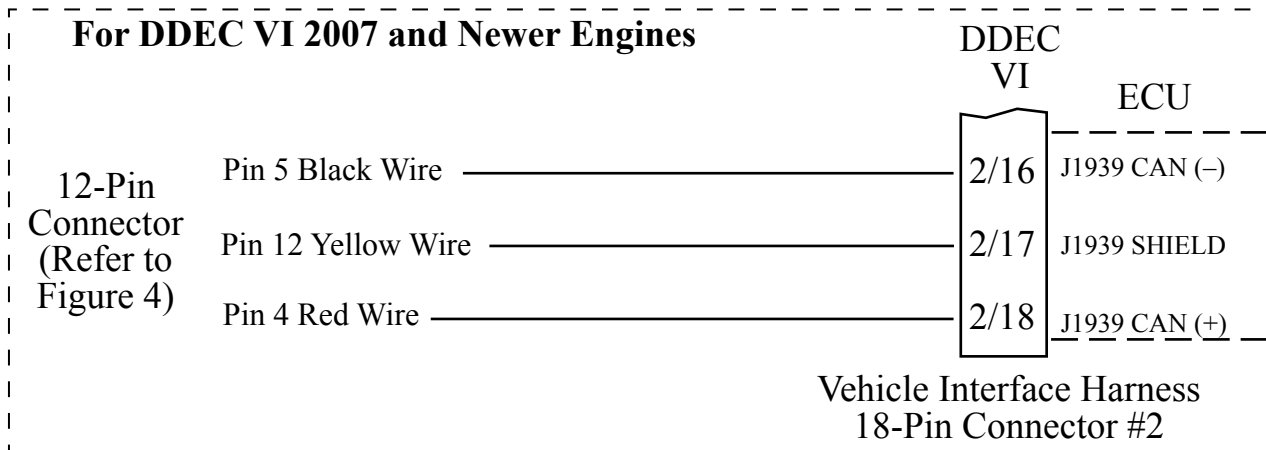 For DDEC VI 2007 and Newer Engines
DDEC
VI
ECU
12-Pin
Connector
(Refer to
Figure 4)
Pin 5 Black Wire
2/16
J1939 CAN (–)
Pin 12 Yellow Wire
2/17
J1939 SHIELD
Pin 4 Red Wire
2/18
J1939 CAN (+)
Vehicle Interface Harness
18-Pin Connector #2